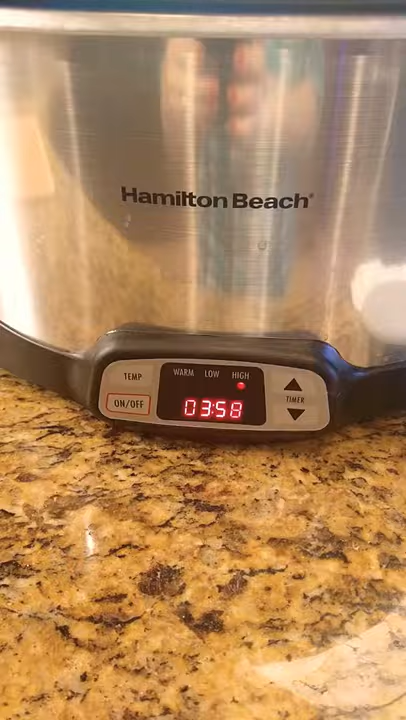 Hamilton Beach®
TEMP
WARM LOW HIGH
ON/OFF
03:58
TIMER